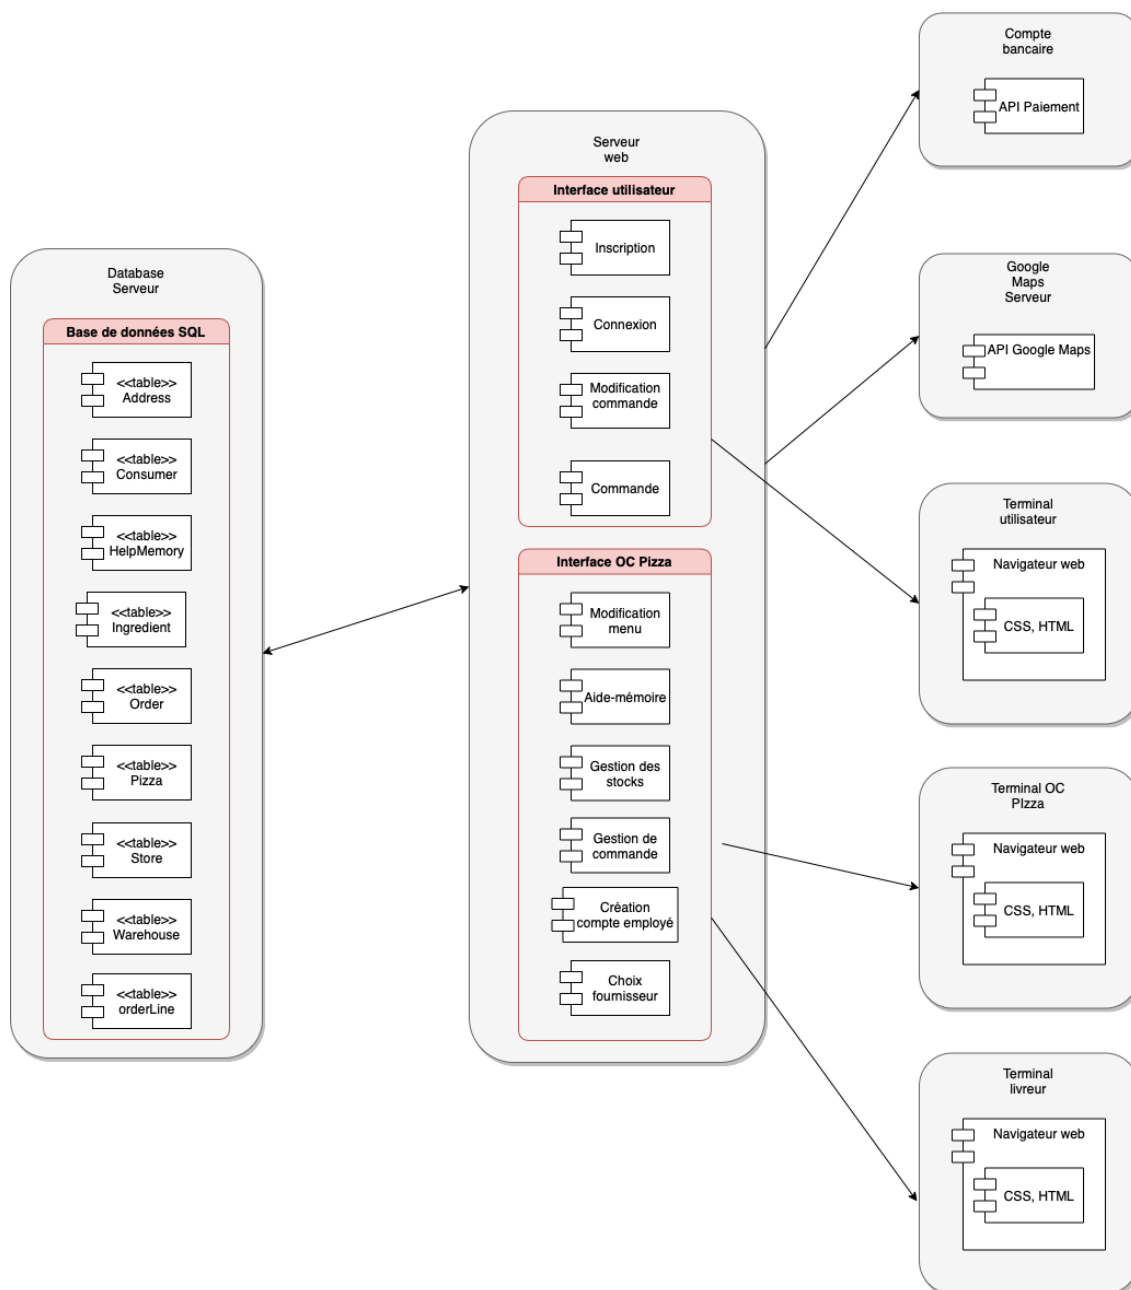 Database
Serveur
Base de données SQL
<<table>>
Address
<<table>>
Consumer
<<table>>
HelpMemory
<<table>>
Ingredient
<<table>>
Order
<<table>>
Pizza
<<table>>
Store
<<table>>
Warehouse
<<table>>
orderLine
Serveur
web
Interface utilisateur
Inscription
Connexion
Modification
commande
Commande
Interface OC Pizza
Modification
menu
Aide-mémoire
Gestion des
stocks
Gestion de
commande
Création
compte employé
Choix
fournisseur
Compte
bancaire
API Paiement
Google
Maps
Serveur
API Google Maps
Terminal
utilisateur
Navigateur web
CSS, HTML
Terminal OC
PIzza
Navigateur web
CSS, HTML
Terminal
livreur
Navigateur web
CSS, HTML